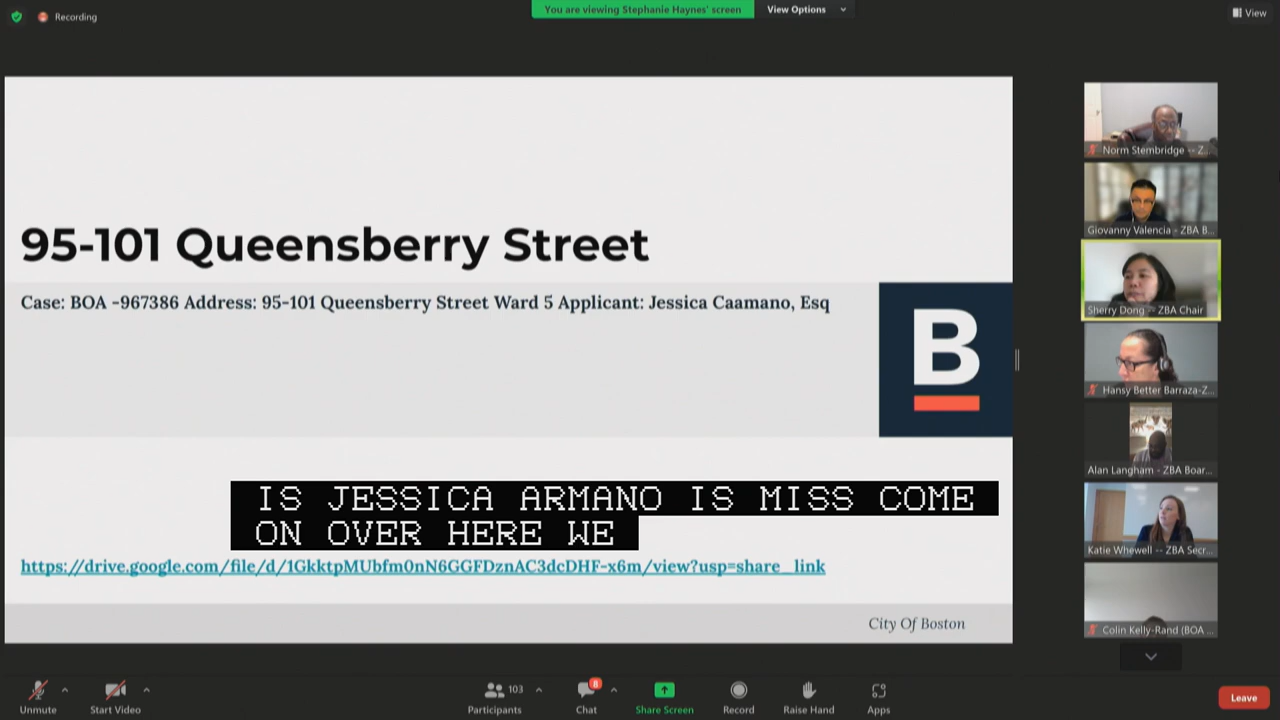 Recording
You are viewing Stephanie Haynes' screen
View Options
View
95-101 Queensberry Street
Case: BOA -967386 Address: 95-101 Queensberry Street Ward 5 Applicant: Jessica Caamano, Esq
B
IS JESSICA ARMANO IS MISS COME
ON OVER HERE WE
https://drive.google.com/file/d/1GkktpMUbfm0nN6GGFDznAC3dcDHF-x6m/view?usp=share_link
City Of Boston
Norm Stembridge -- Z...
Giovanny Valencia - ZBA B...
Sherry Dong -- ZBA Chair
Hansy Better Barraza-Z...
Alan Langham - ZBA Boar...
Katie Whewell -- ZBA Secr...
Colin Kelly-Rand (BOA ...
Unmute
Start Video
103
Participants
8
Chat
Share Screen
Record
Raise Hand
Apps
Leave